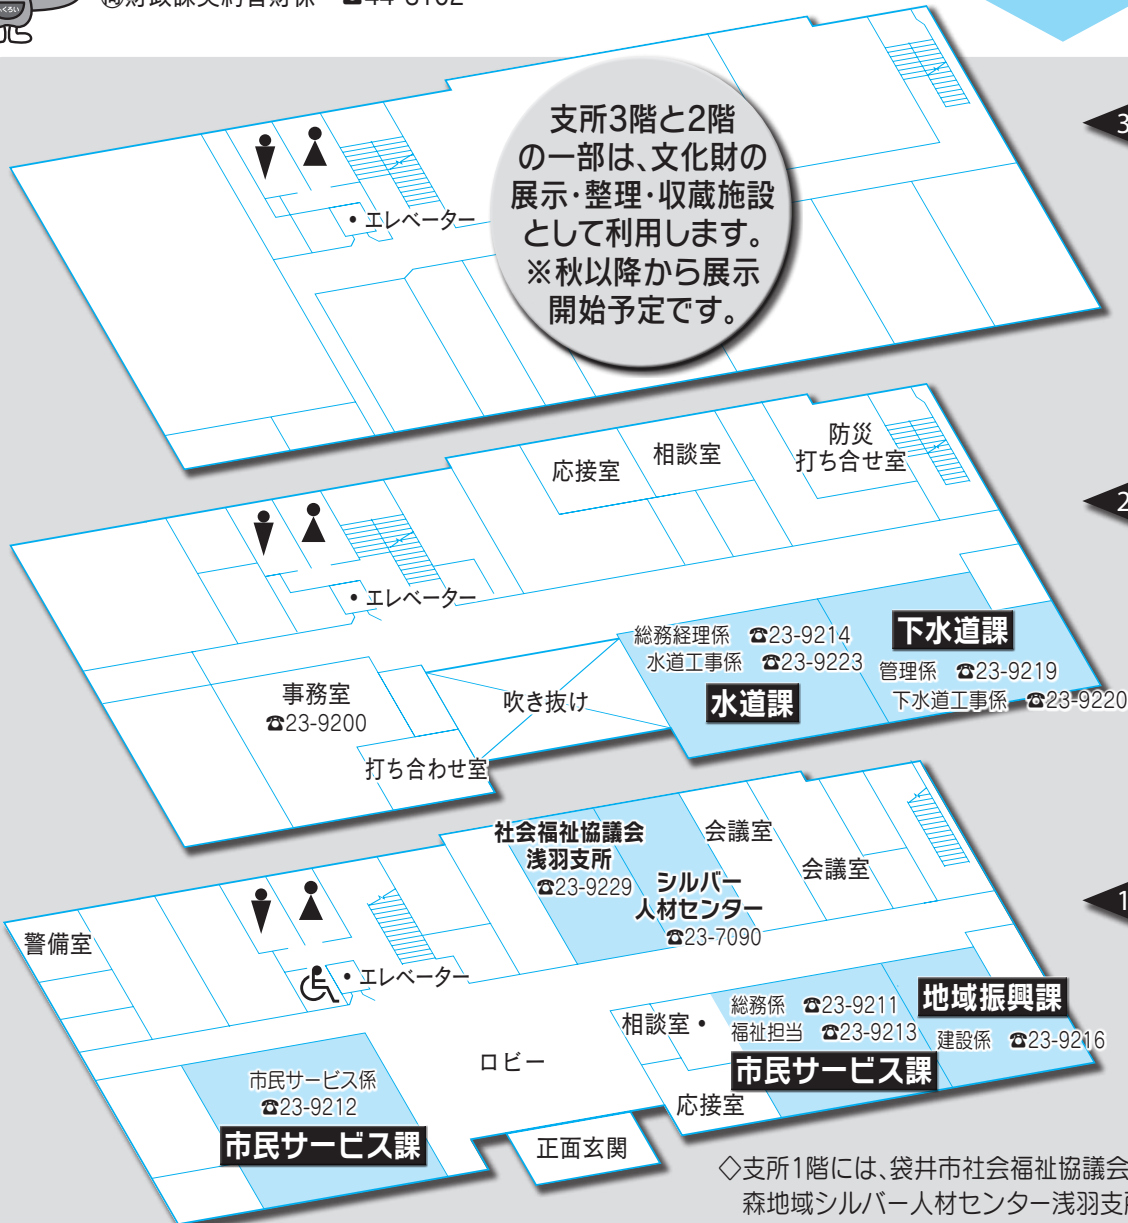 支所3階と2階
の一部は、文化財の
展示・整理・収蔵施設
として利用します。
※秋以降から展示
開始予定です。
3
・エレベーター
応接室
相談室
防災
打ち合せ室
2
・エレベーター
総務経理係 ☎23-9214
水道工事係 ☎23-9223
水道課
下水道課
管理係 ☎23-9219
下水道工事係 ☎23-9220
事務室
☎23-9200
吹き抜け
打ち合わせ室
社会福祉協議会
浅羽支所
☎23-9229
シルバー
人材センター
☎23-7090
会議室
会議室
1
警備室
・エレベーター
相談室・
総務係 ☎23-9211
福祉担当 ☎23-9213
市民サービス課
地域振興課
建設係 ☎23-9216
ロビー
応接室
市民サービス係
☎23-9212
市民サービス課
正面玄関
◇支所1階には、袋井市社会福祉協議会
森地域シルバー人材センター浅羽支所